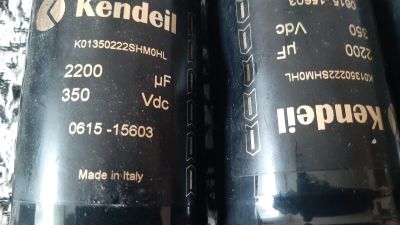 Kendeil
K01350222SHM0HL
2200 µF
350 Vdc
0615 -15603
Made in Italy
Kendeil
K01350222SHM0HL
2200 µF
350 Vdc
0615-15603